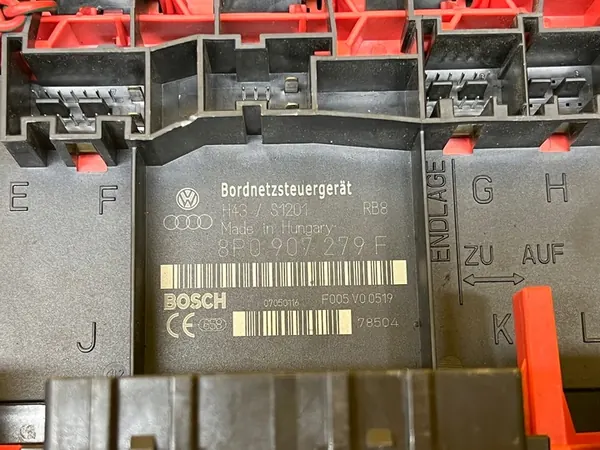 Bordnetzsteuergerät
H43 / S1201 RB8
Made in Hungary
8P0 907 279 F
BOSCH 07050116 F005 V0 0519
CE 658 78504
E F
J
ENDLAGE
G H
ZU AUF
K L